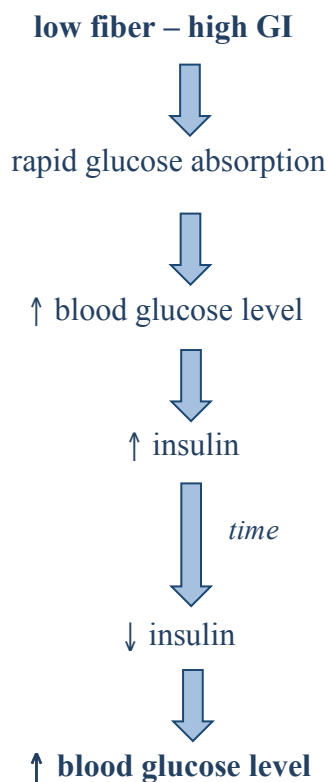 low fiber – high GI
rapid glucose absorption
↑ blood glucose level
↑ insulin
time
↓ insulin
↑ blood glucose level